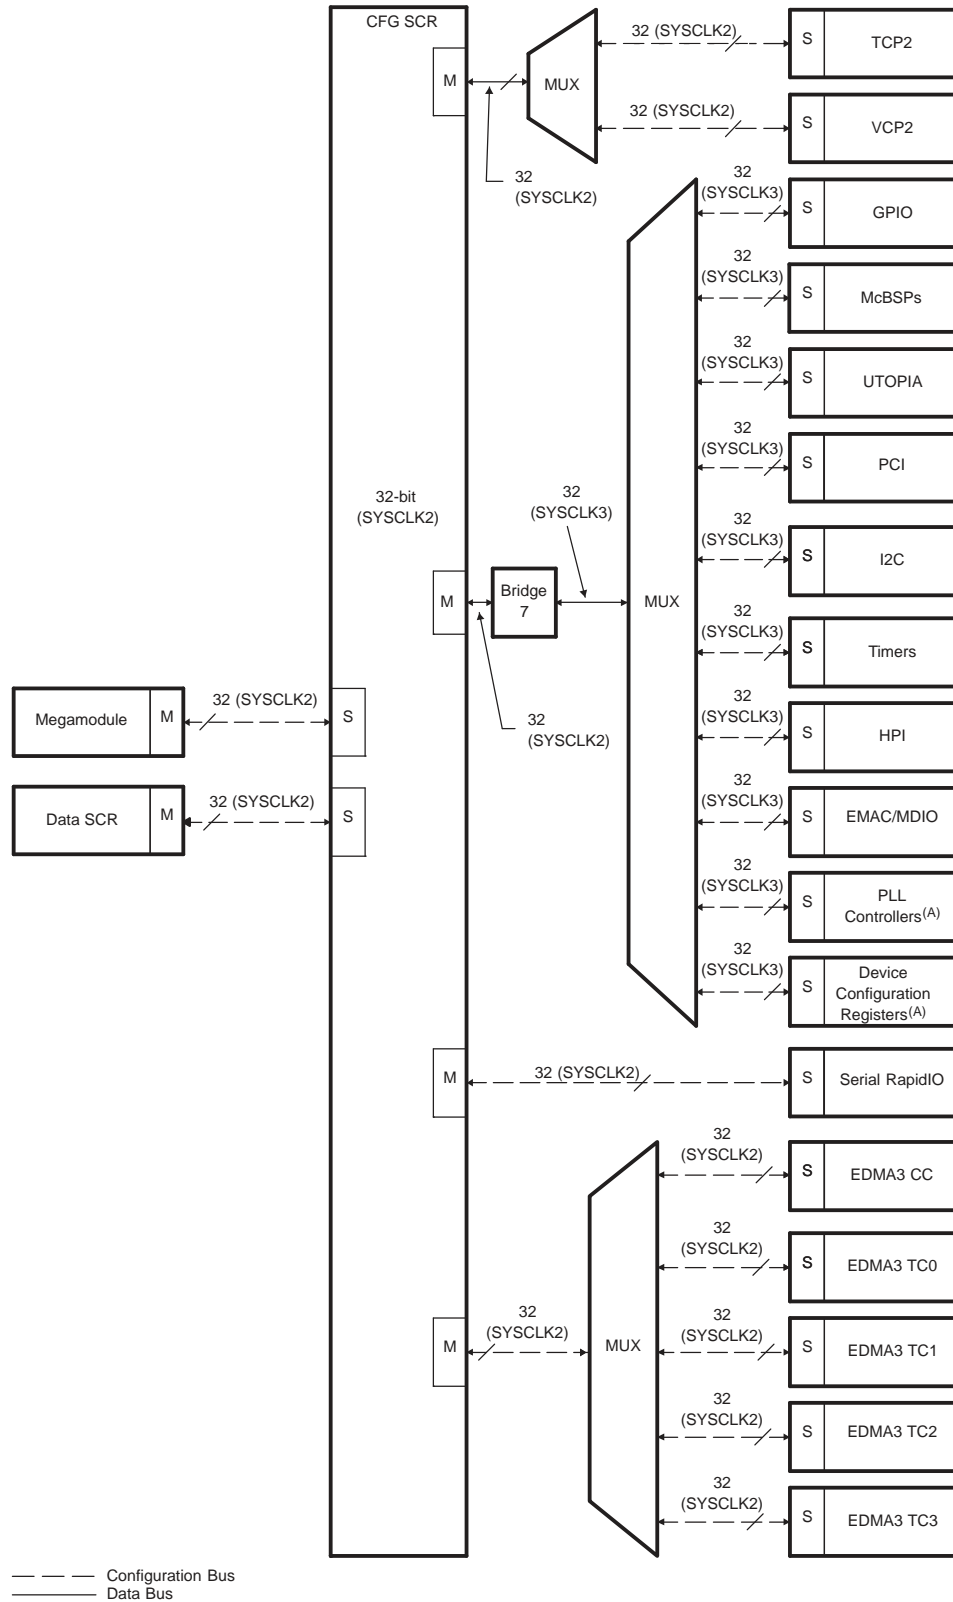 CFG SCR
M
32 (SYSCLK2)
MUX
32 (SYSCLK2)
S
TCP2
32 (SYSCLK2)
S
VCP2
32
(SYSCLK2)
32
(SYSCLK3)
S
GPIO
32
(SYSCLK3)
S
McBSPs
32
(SYSCLK3)
S
UTOPIA
32
(SYSCLK3)
S
PCI
32-bit
(SYSCLK2)
32
(SYSCLK3)
32
(SYSCLK3)
S
I2C
M
Bridge
7
MUX
32
(SYSCLK3)
S
Timers
32
(SYSCLK2)
Megamodule
M
32 (SYSCLK2)
S
32
(SYSCLK3)
S
HPI
Data SCR
M
32 (SYSCLK2)
S
32
(SYSCLK3)
S
EMAC/MDIO
32
(SYSCLK3)
S
PLL
Controllers(A)
32
(SYSCLK3)
S
Device
Configuration
Registers(A)
M
32 (SYSCLK2)
S
Serial RapidIO
32
(SYSCLK2)
S
EDMA3 CC
32
(SYSCLK2)
S
EDMA3 TC0
M
32
(SYSCLK2)
MUX
32
(SYSCLK2)
S
EDMA3 TC1
32
(SYSCLK2)
S
EDMA3 TC2
32
(SYSCLK2)
S
EDMA3 TC3
Configuration Bus
Data Bus